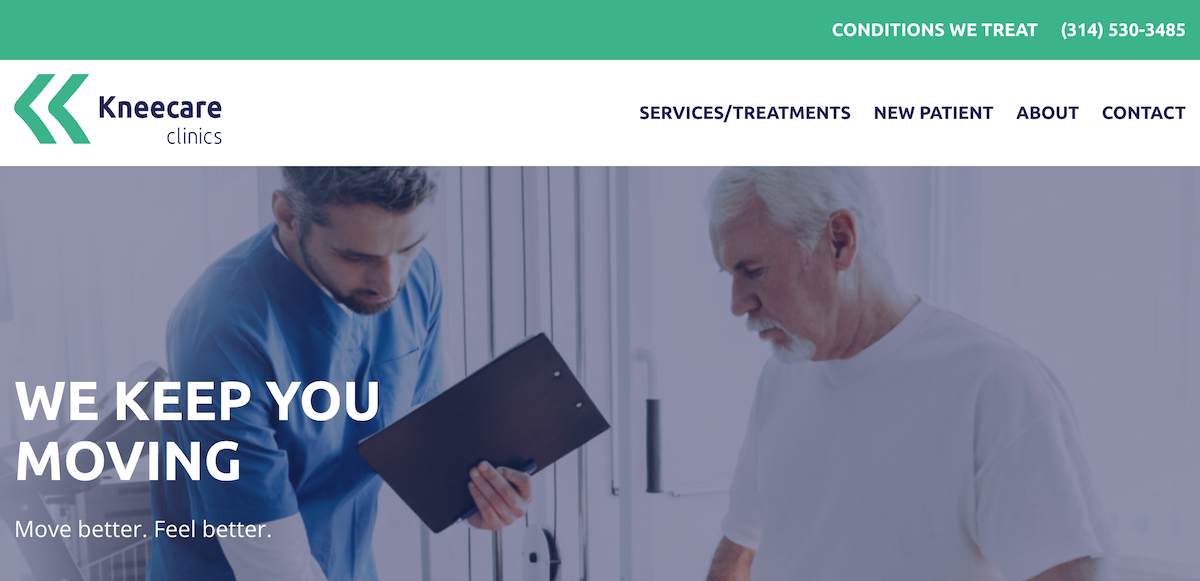 CONDITIONS WE TREAT (314) 530-3485
Kneecare
clinics
SERVICES/TREATMENTS NEW PATIENT ABOUT CONTACT
WE KEEP YOU
MOVING
Move better. Feel better.